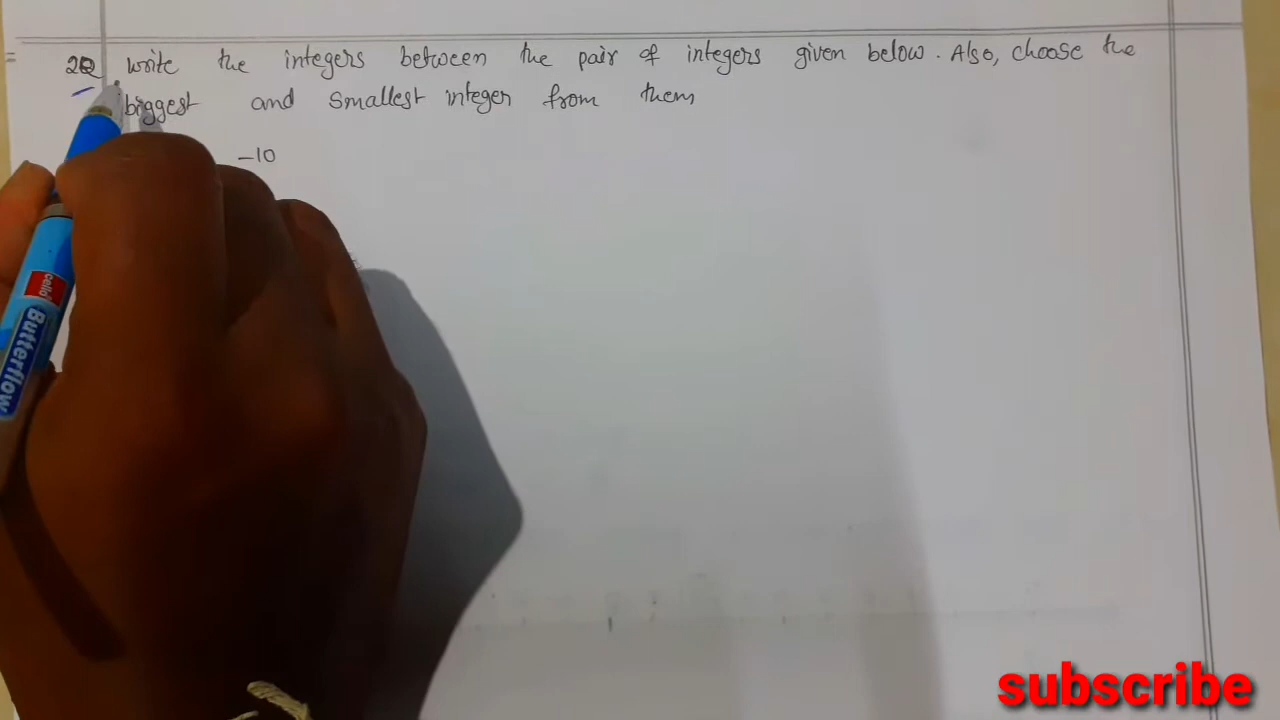 2Q write the integers between the pair of integers given below. Also, choose the
biggest and smallest integer from them
-10
cello
Butterflow
subscribe